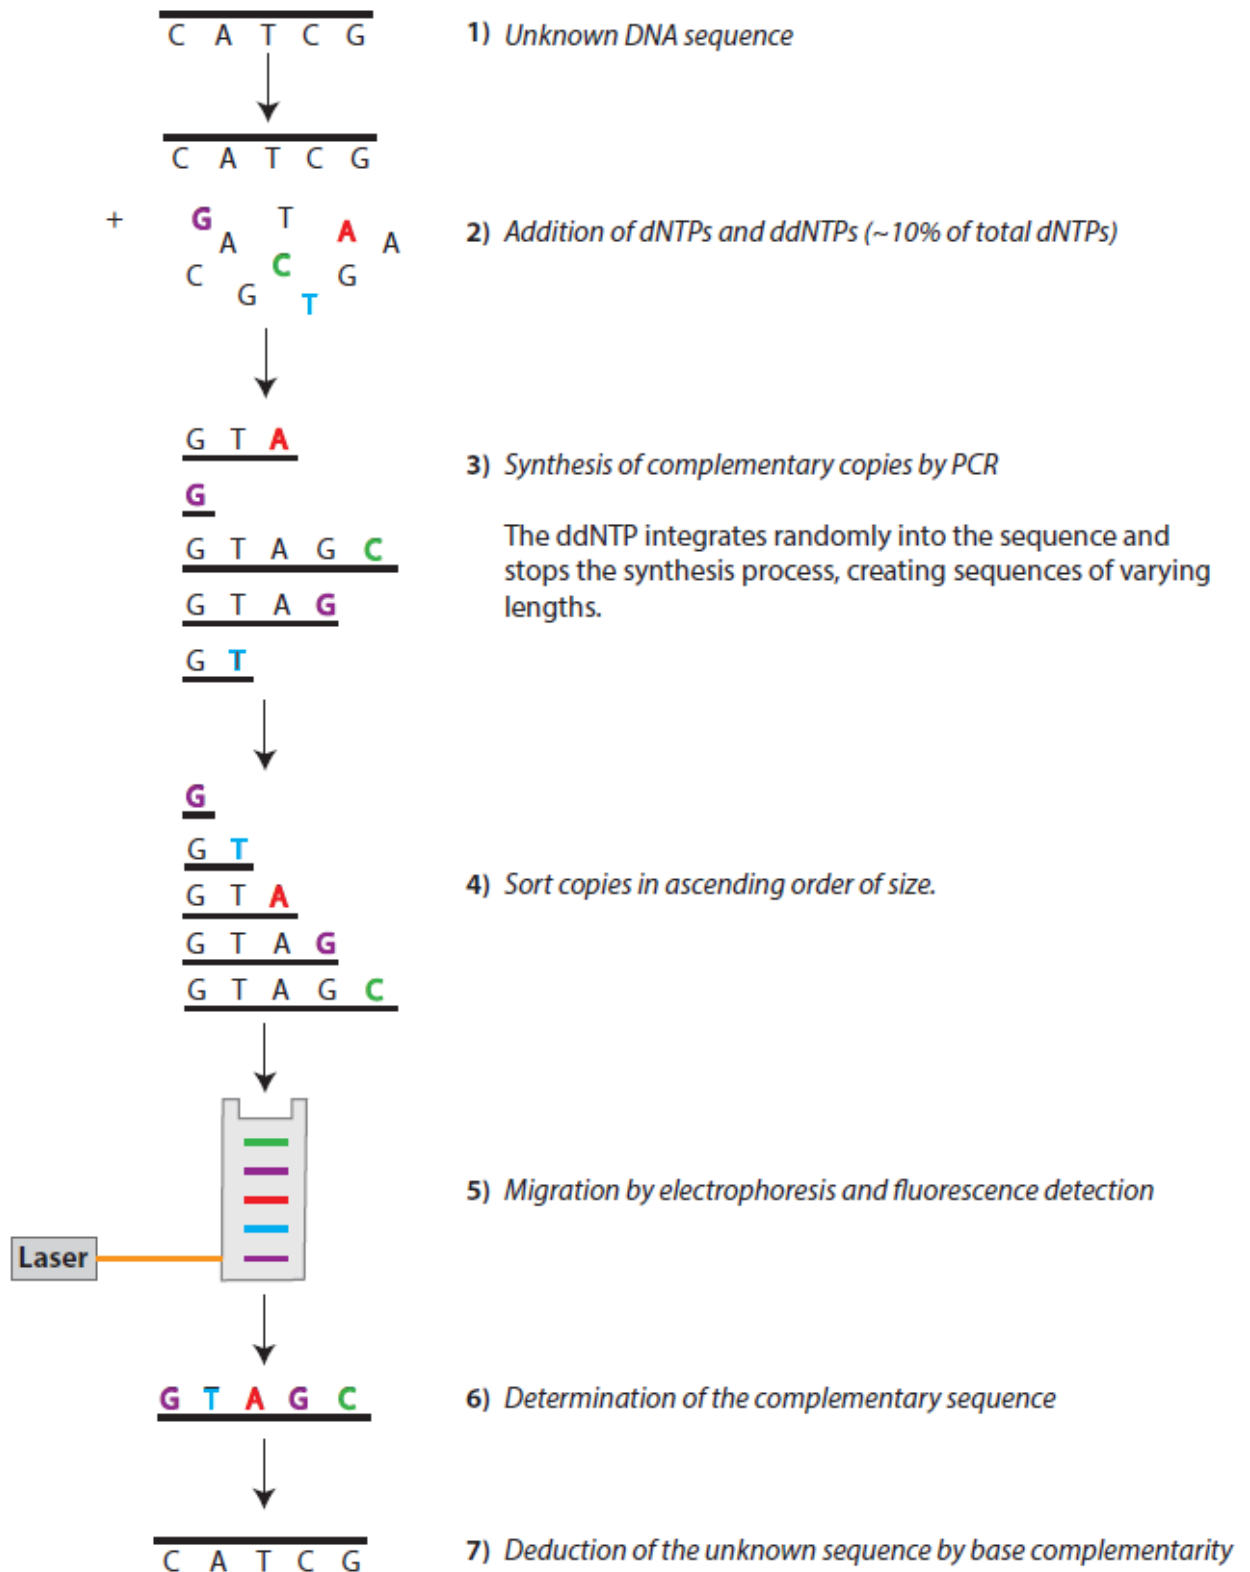 C A T C G
1) Unknown DNA sequence
C A T C G
+
G T A A
A
C C G
G T
2) Addition of dNTPs and ddNTPs (~10% of total dNTPs)
G T A
3) Synthesis of complementary copies by PCR
G
The ddNTP integrates randomly into the sequence and
G T A G C
stops the synthesis process, creating sequences of varying
G T A G
lengths.
G T
G
G T
G T A
4) Sort copies in ascending order of size.
G T A G
G T A G C
5) Migration by electrophoresis and fluorescence detection
Laser
G T A G C
6) Determination of the complementary sequence
C A T C G
7) Deduction of the unknown sequence by base complementarity